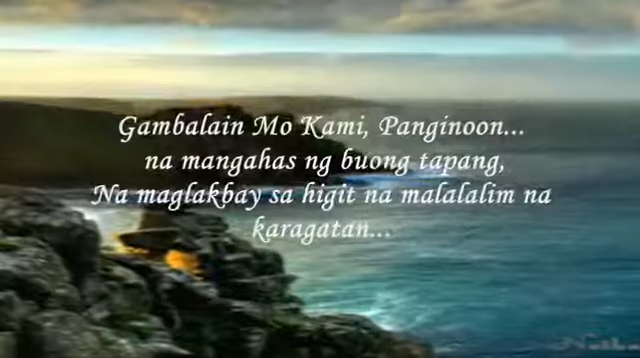 Gambalain Mo Kami, Panginoon...
na mangahas ng buong tapang,
Na maglakbay sa higit na malalalim na
karagatan...